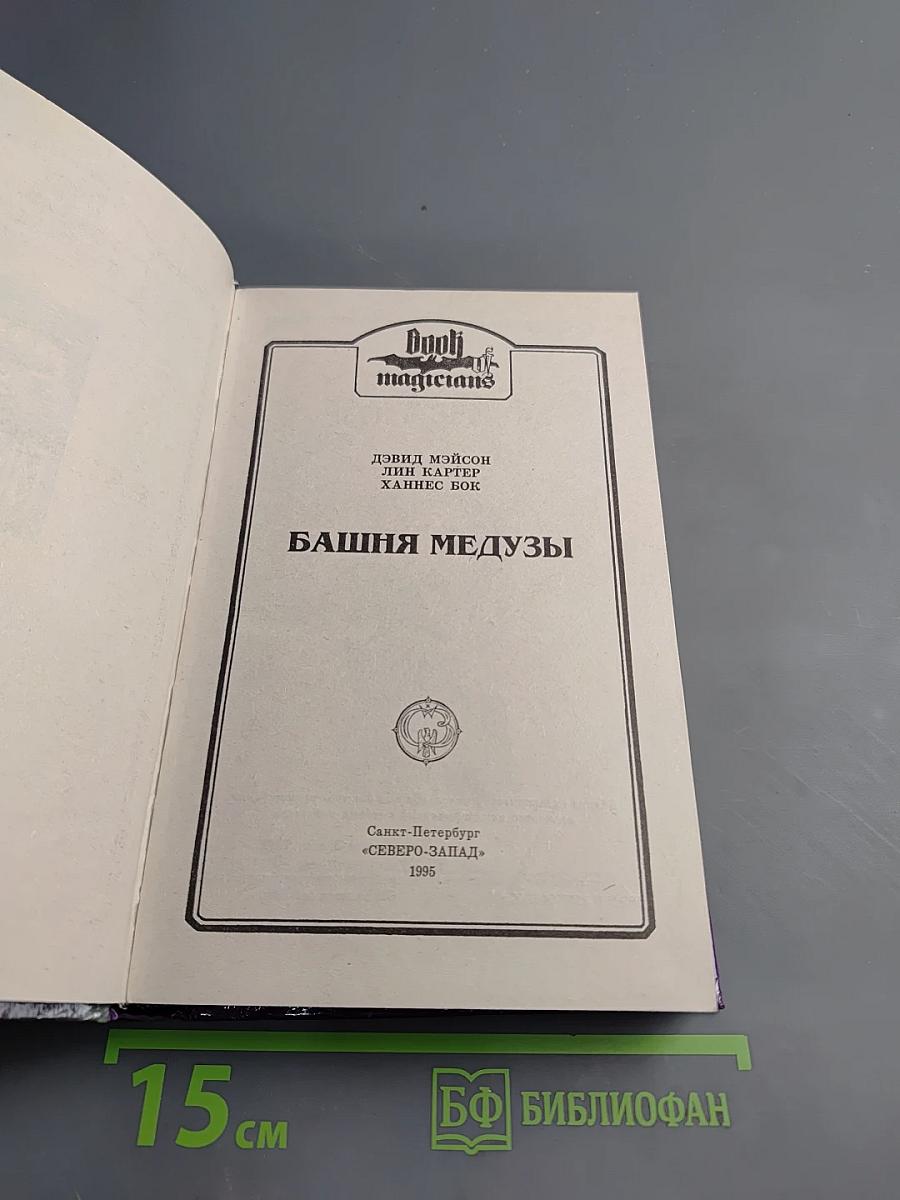 Book
of
magicians
ДЭВИД МЭЙСОН
ЛИН КАРТЕР
ХАННЕС БОК
БАШНЯ МЕДУЗЫ
Санкт-Петербург
«СЕВЕРО-ЗАПАД»
1995
15 см
БФ БИБЛИОФАН